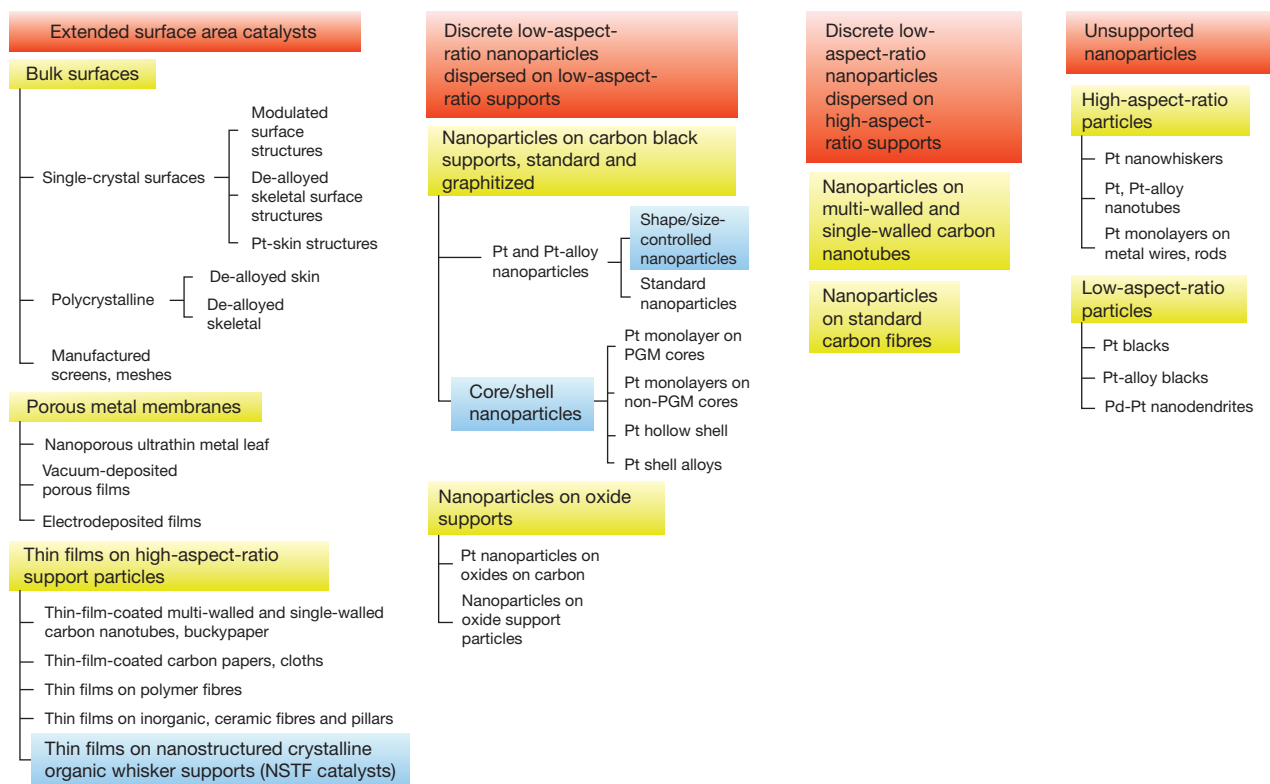 Extended surface area catalysts
Bulk surfaces
Single-crystal surfaces
Modulated
surface
structures
De-alloyed
skeletal surface
structures
Pt-skin structures
Polycrystalline
De-alloyed skin
De-alloyed
skeletal
Manufactured
screens, meshes
Porous metal membranes
Nanoporous ultrathin metal leaf
Vacuum-deposited
porous films
Electrodeposited films
Thin films on high-aspect-ratio
support particles
Thin-film-coated multi-walled and single-walled
carbon nanotubes, buckypaper
Thin-film-coated carbon papers, cloths
Thin films on polymer fibres
Thin films on inorganic, ceramic fibres and pillars
Thin films on nanostructured crystalline
organic whisker supports (NSTF catalysts)
Discrete low-aspect-
ratio nanoparticles
dispersed on low-aspect-
ratio supports
Nanoparticles on carbon black
supports, standard and
graphitized
Pt and Pt-alloy
nanoparticles
Shape/size-
controlled
nanoparticles
Standard
nanoparticles
Core/shell
nanoparticles
Pt monolayer on
PGM cores
Pt monolayers on
non-PGM cores
Pt hollow shell
Pt shell alloys
Nanoparticles on oxide
supports
Pt nanoparticles on
oxides on carbon
Nanoparticles on
oxide support
particles
Discrete low-
aspect-ratio
nanoparticles
dispersed on
high-aspect-
ratio supports
Nanoparticles on
multi-walled and
single-walled carbon
nanotubes
Nanoparticles
on standard
carbon fibres
Unsupported
nanoparticles
High-aspect-ratio
particles
Pt nanowhiskers
Pt, Pt-alloy
nanotubes
Pt monolayers on
metal wires, rods
Low-aspect-ratio
particles
Pt blacks
Pt-alloy blacks
Pd-Pt nanodendrites